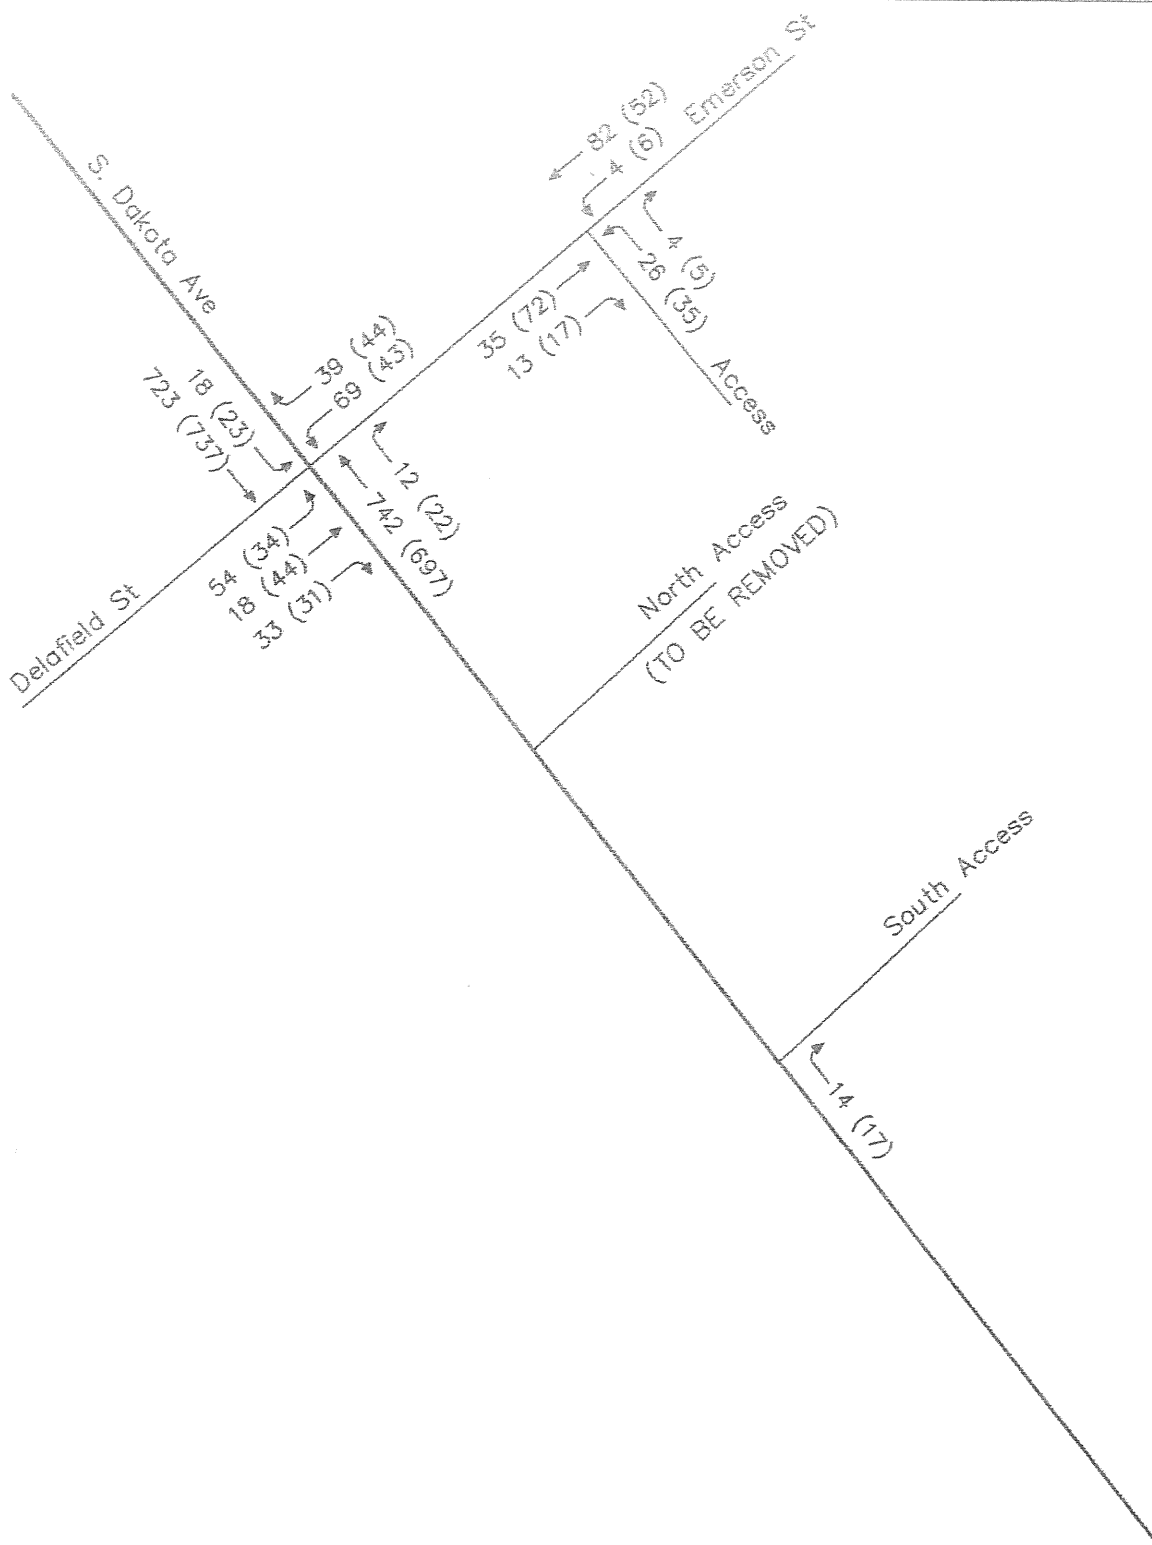 Emerson St
82 (52)
4 (6)
S. Dakota Ave
4 (5)
26 (35)
35 (72)
13 (17)
Access
39 (44)
69 (43)
18 (23)
723 (737)
12 (22)
742 (697)
54 (34)
18 (44)
33 (31)
Delafield St
North Access
(TO BE REMOVED)
South Access
14 (17)